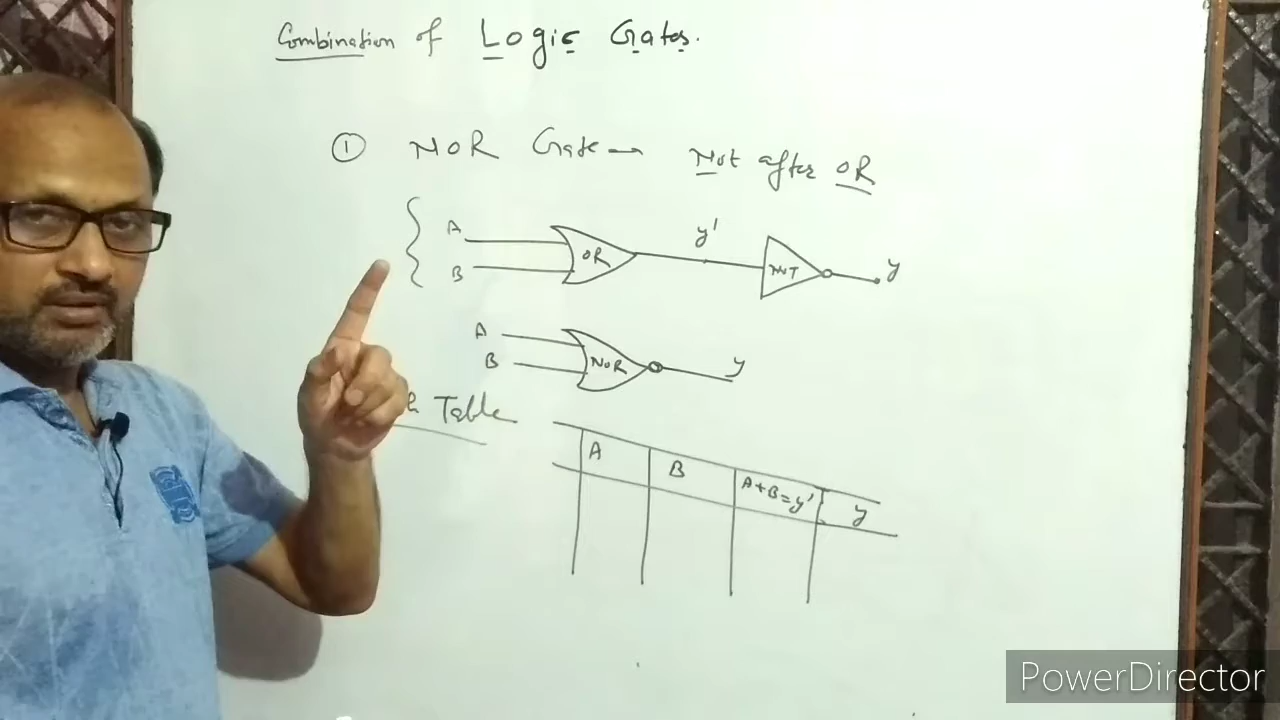 Combination of Logic Gates.
① NOR Gate – Not after OR
A
B
OR
y'
NOT
y
A
B
NOR
y
Table
A B A+B=y' y
PowerDirector